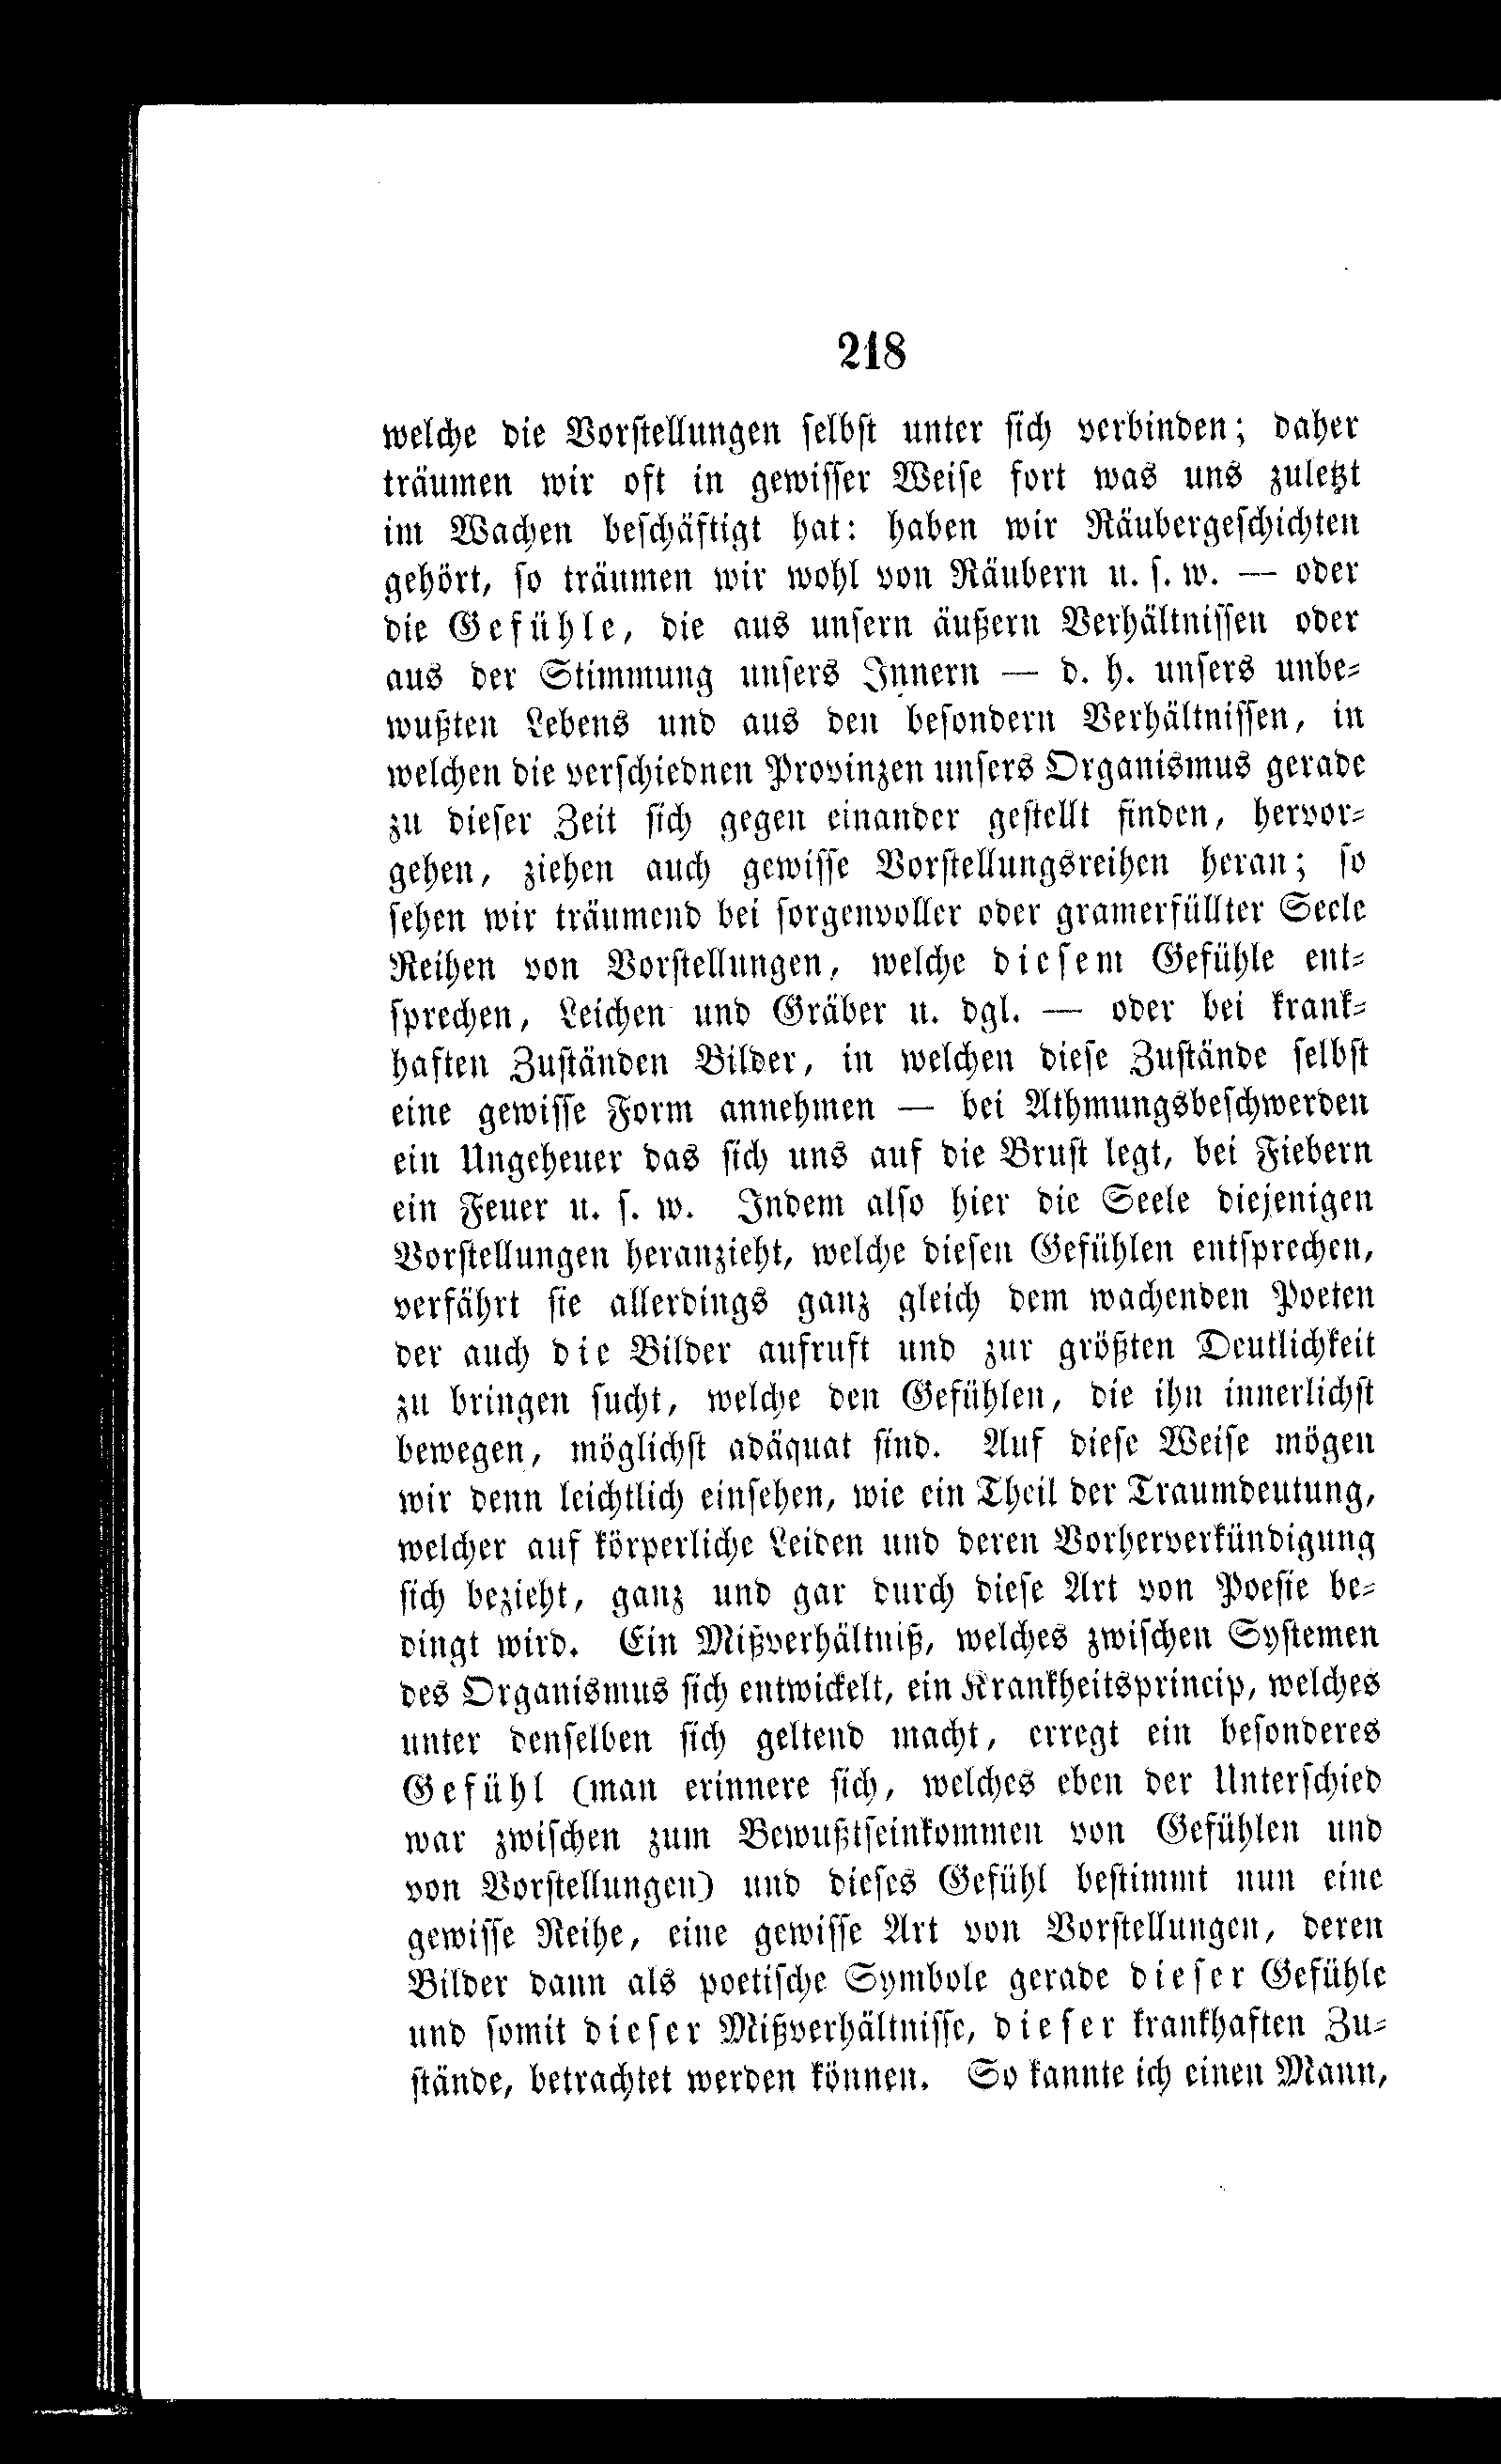 218
welche die Vorstellungen selbst unter sich verbinden; daher
träumen wir oft in gewisser Weise fort was uns zuletzt
im Wachen beschäftigt hat: haben wir Räubergeschichten
gehört, so träumen wir wohl von Räubern u. s. w. — oder
die Gefühle, die aus unsern äußern Verhältnissen oder
aus der Stimmung unsers Innern — d. h. unsers unbe-
wußten Lebens und aus den besondern Verhältnissen, in
welchen die verschiednen Provinzen unsers Organismus gerade
zu dieser Zeit sich gegen einander gestellt finden, hervor-
gehen, ziehen auch gewisse Vorstellungsreihen heran; so
sehen wir träumend bei sorgenvoller oder gramerfüllter Seele
Reihen von Vorstellungen, welche diesem Gefühle ent-
sprechen, Leichen und Gräber u. dgl. — oder bei krank-
haften Zuständen Bilder, in welchen diese Zustände selbst
eine gewisse Form annehmen — bei Athmungsbeschwerden
ein Ungeheuer das sich uns auf die Brust legt, bei Fiebern
ein Feuer u. s. w. Indem also hier die Seele diejenigen
Vorstellungen heranzieht, welche diesen Gefühlen entsprechen,
verfährt sie allerdings ganz gleich dem wachenden Poeten
der auch die Bilder aufruft und zur größten Deutlichkeit
zu bringen sucht, welche den Gefühlen, die ihn innerlichst
bewegen, möglichst adäquat sind. Auf diese Weise mögen
wir denn leichtlich einsehen, wie ein Theil der Traumdeutung,
welcher auf körperliche Leiden und deren Vorherverkündigung
sich bezieht, ganz und gar durch diese Art von Poesie be-
dingt wird. Ein Mißverhältniß, welches zwischen Systemen
des Organismus sich entwickelt, ein Krankheitsprincip, welches
unter denselben sich geltend macht, erregt ein besonderes
Gefühl (man erinnere sich, welches eben der Unterschied
war zwischen zum Bewußtseinkommen von Gefühlen und
von Vorstellungen) und dieses Gefühl bestimmt nun eine
gewisse Reihe, eine gewisse Art von Vorstellungen, deren
Bilder dann als poetische Symbole gerade dieser Gefühle
und somit dieser Mißverhältnisse, dieser krankhaften Zu-
stände, betrachtet werden können. So kannte ich einen Mann,